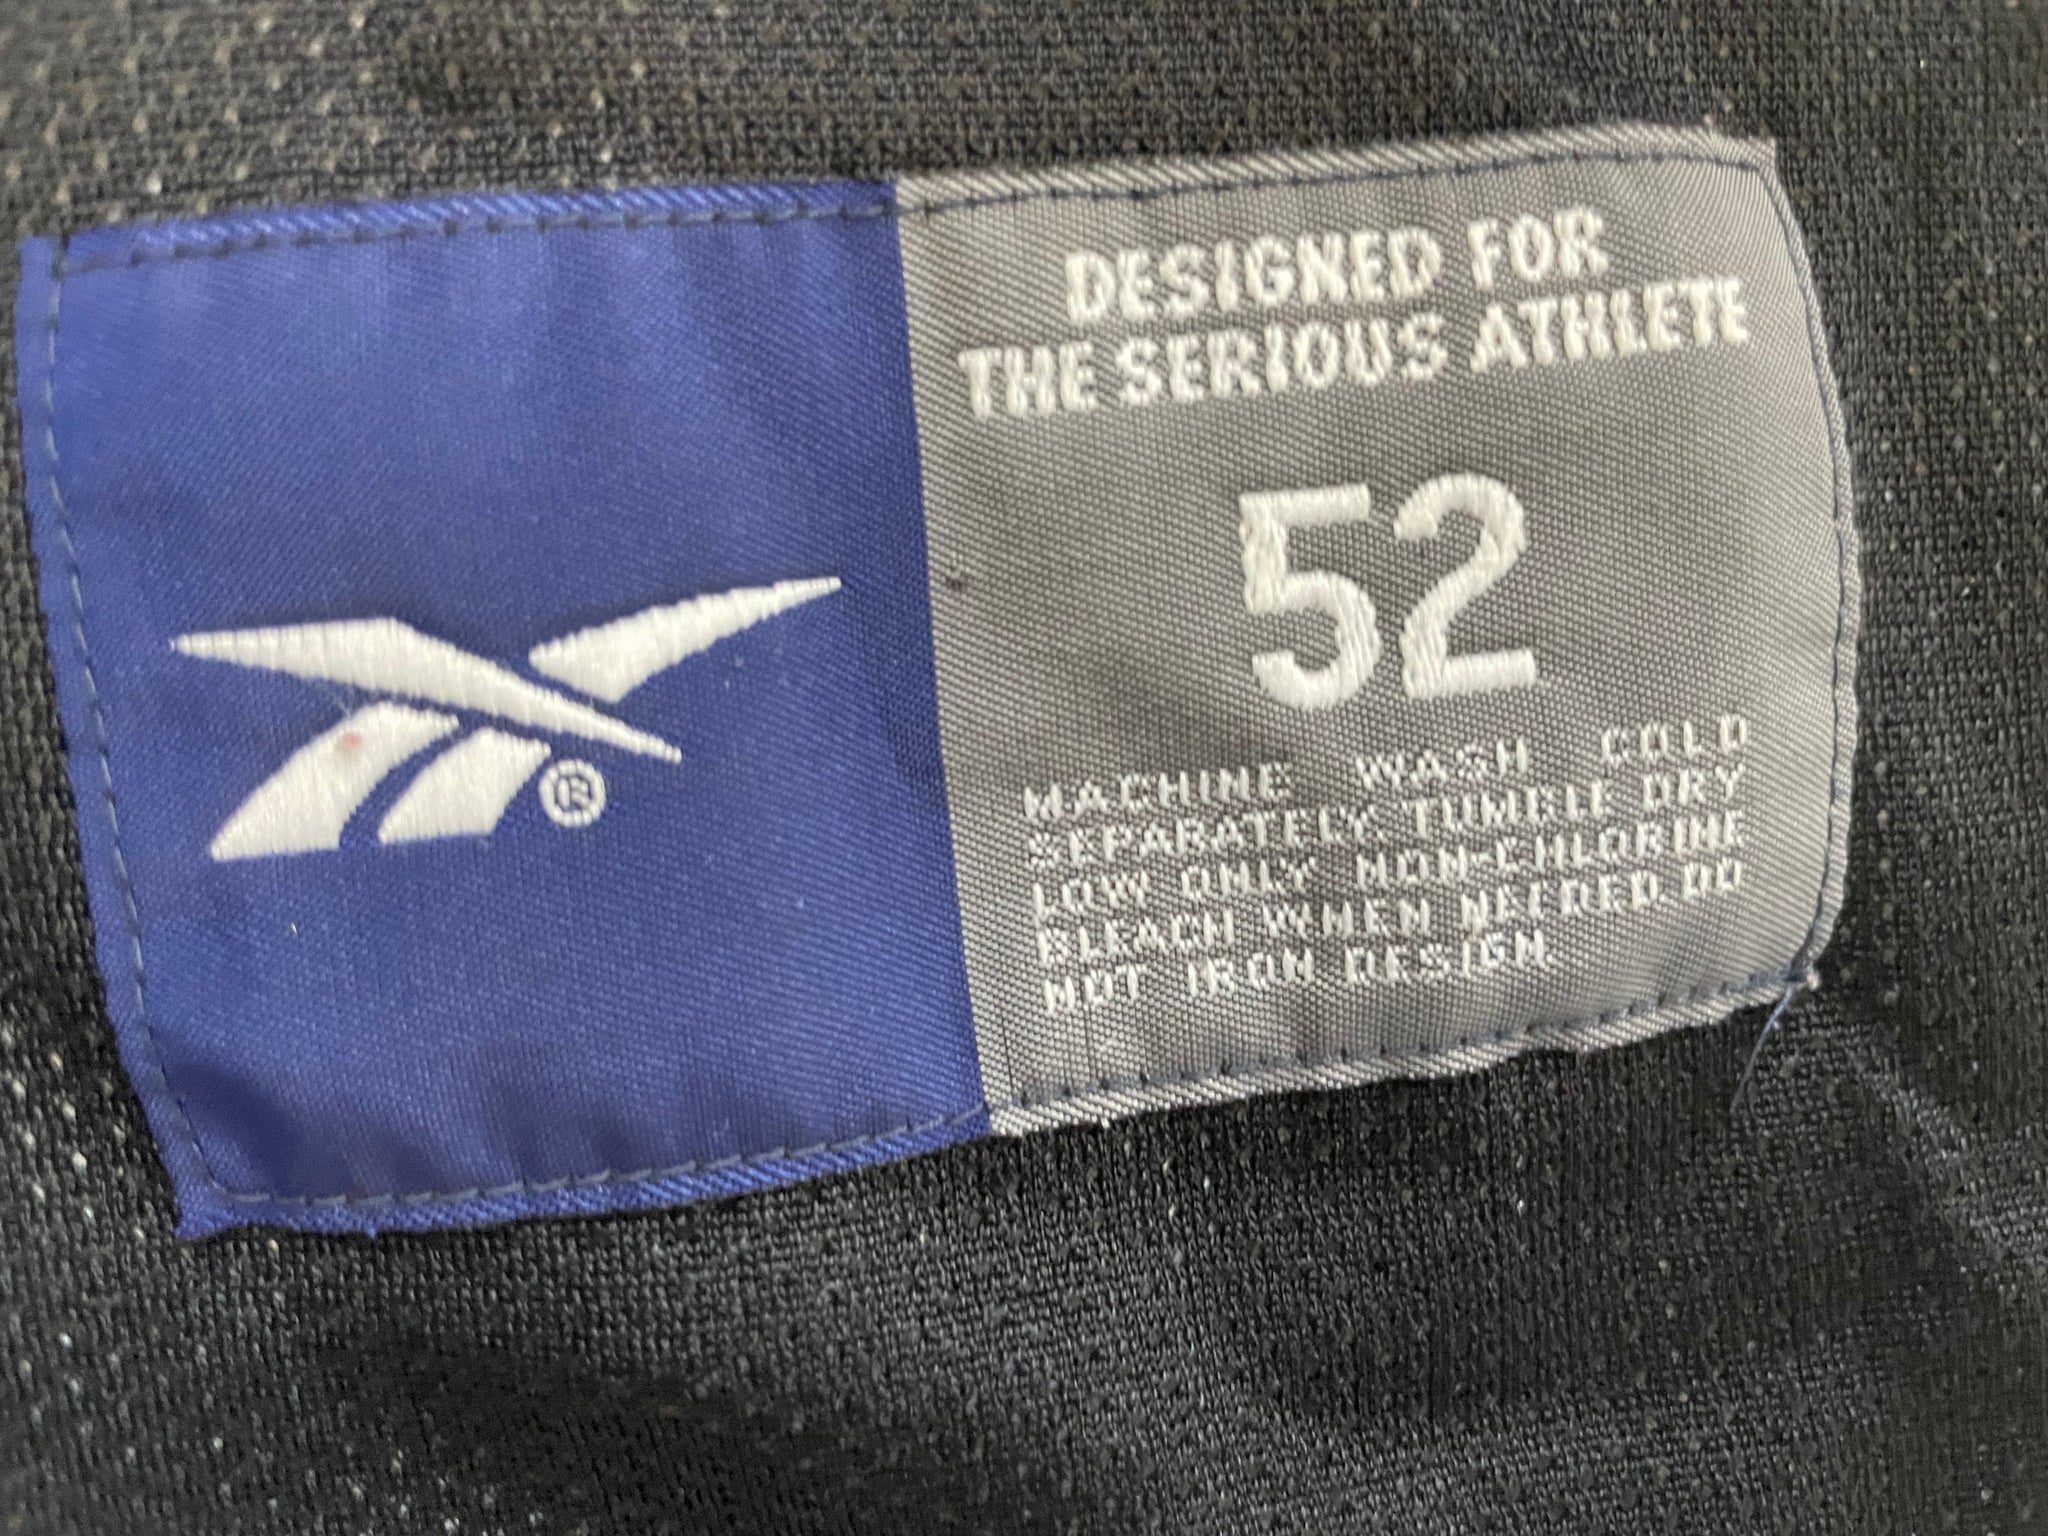 DESIGNED FOR
THE SERIOUS ATHLETE
52
®
MACHINE WASH COLD
SEPARATELY. TUMBLE DRY
LOW ONLY NON-CHLORINE
BLEACH WHEN NEEDED. DO
NOT IRON DESIGN.